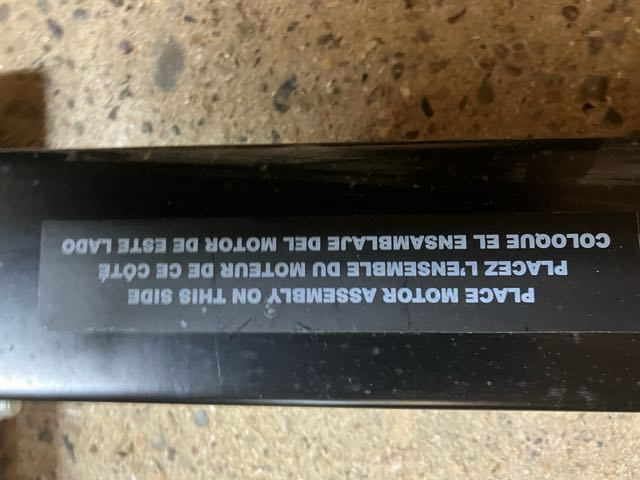 PLACE MOTOR ASSEMBLY ON THIS SIDE
PLACEZ L'ENSEMBLE DU MOTEUR DE CE CÔTÉ
COLOQUE EL ENSAMBLAJE DEL MOTOR DE ESTE LADO